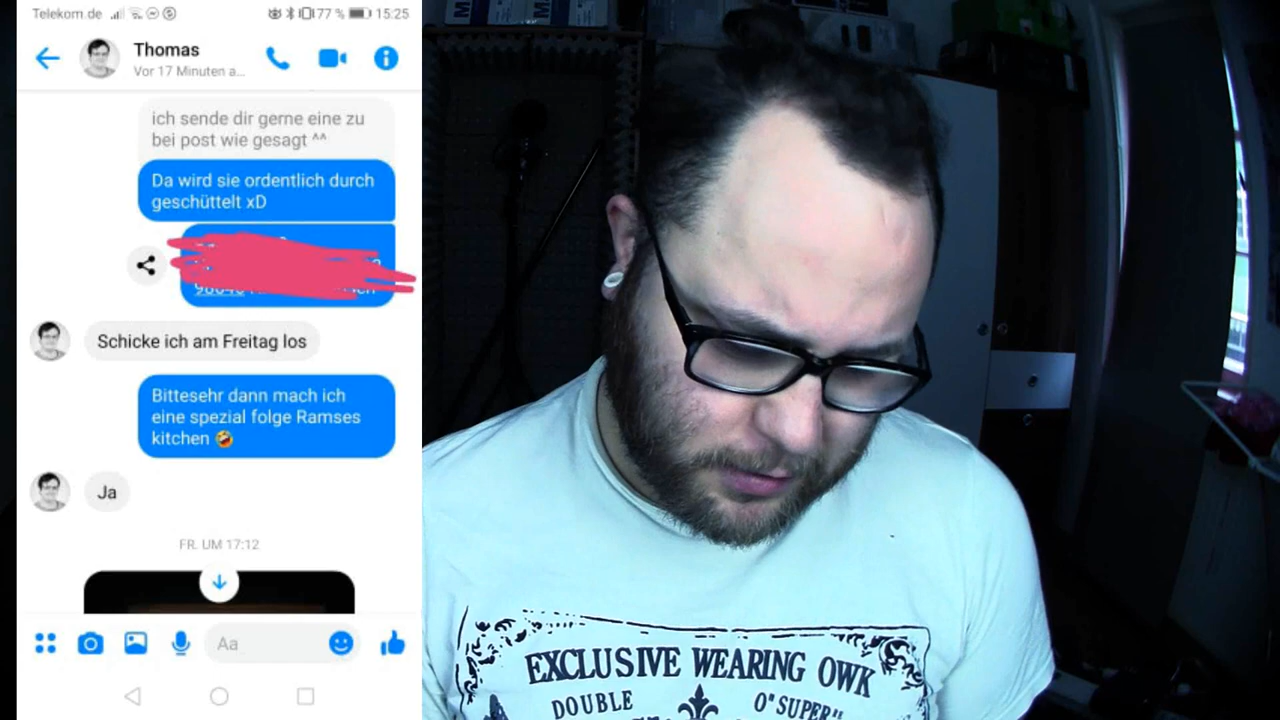 Telekom.de
77 %
15:25
Thomas
Vor 17 Minuten a...
ich sende dir gerne eine zu
bei post wie gesagt ^^
Da wird sie ordentlich durch
geschüttelt xD
Schicke ich am Freitag los
Bittesehr dann mach ich
eine spezial folge Ramses
kitchen 🤣
Ja
FR. UM 17:12
Aa
EXCLUSIVE WEARING OWK
DOUBLE
O" SUPER"